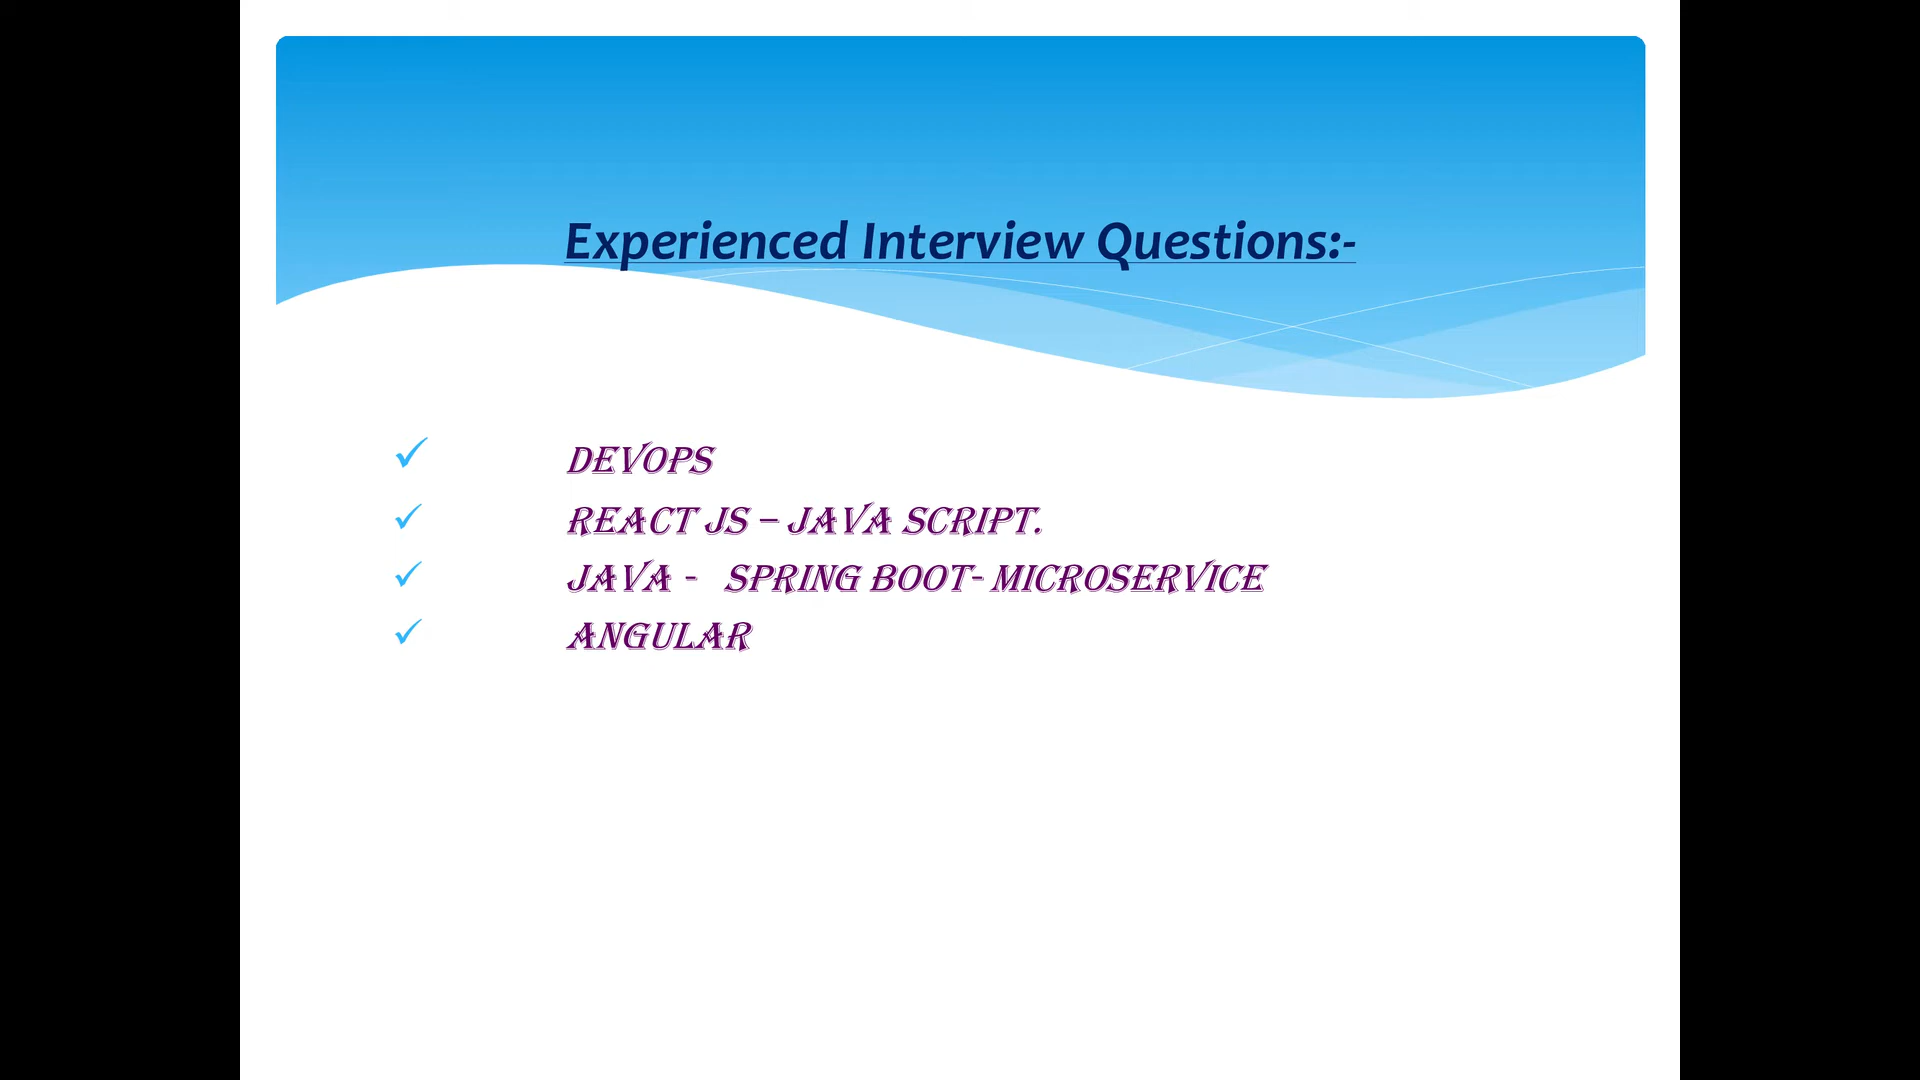 Experienced Interview Questions:-
DEVOPS
REACT JS – JAVA SCRIPT.
JAVA - SPRING BOOT- MICROSERVICE
ANGULAR